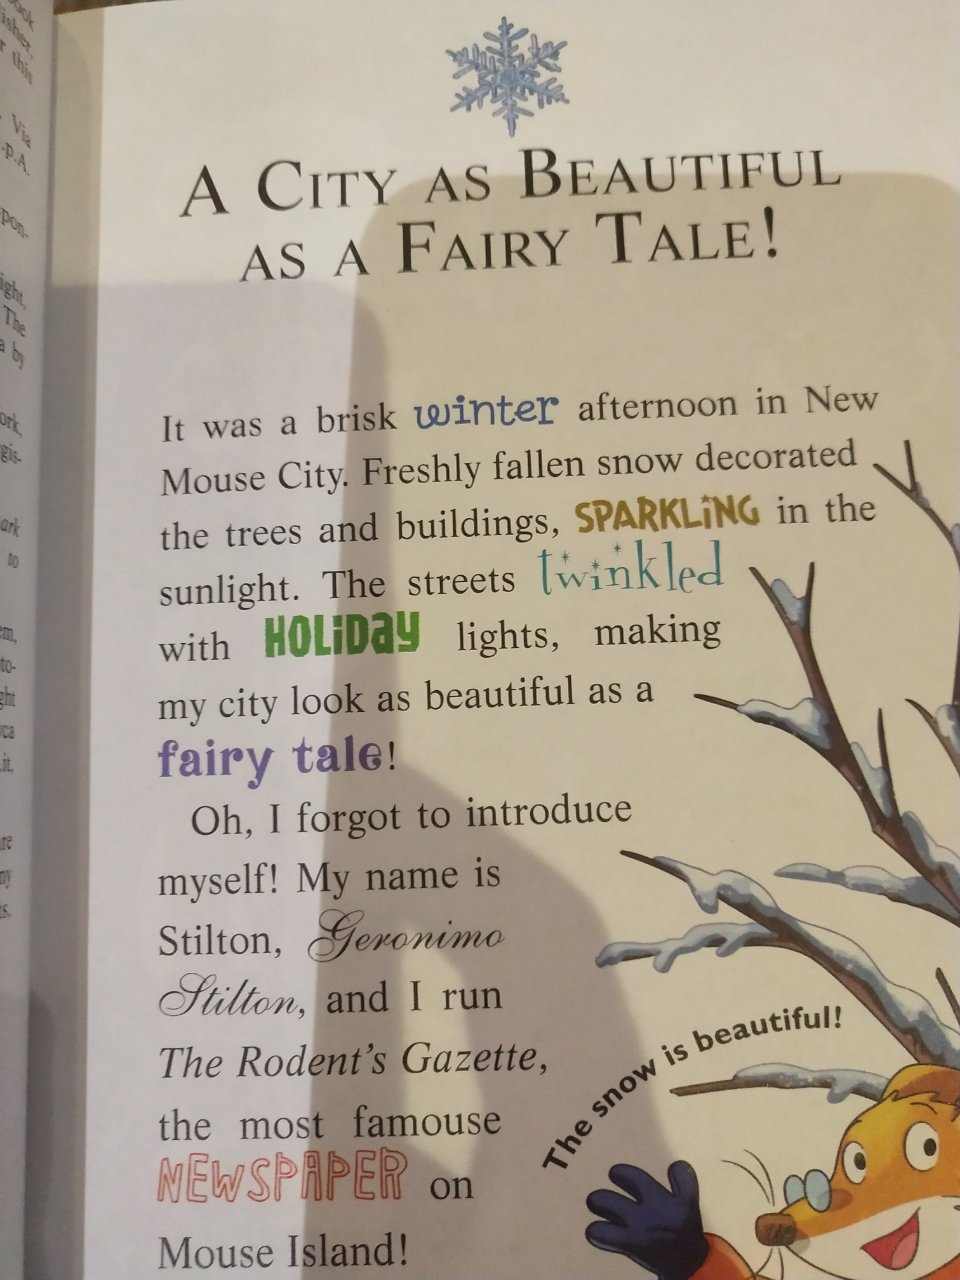 A CITY AS BEAUTIFUL
AS A FAIRY TALE!
It was a brisk winter afternoon in New
Mouse City. Freshly fallen snow decorated
the trees and buildings, SPARKLiNG in the
sunlight. The streets twinkled
with HOLiDay lights, making
my city look as beautiful as a
fairy tale!
Oh, I forgot to introduce
myself! My name is
Stilton, Geronimo
Stilton, and I run
The Rodent's Gazette,
the most famouse
NEWSPAPER on
Mouse Island!
The snow is beautiful!